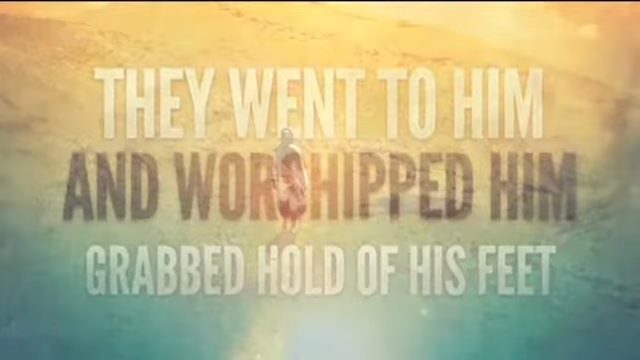 THEY WENT TO HIM
AND WORSHIPPED HIM
GRABBED HOLD OF HIS FEET